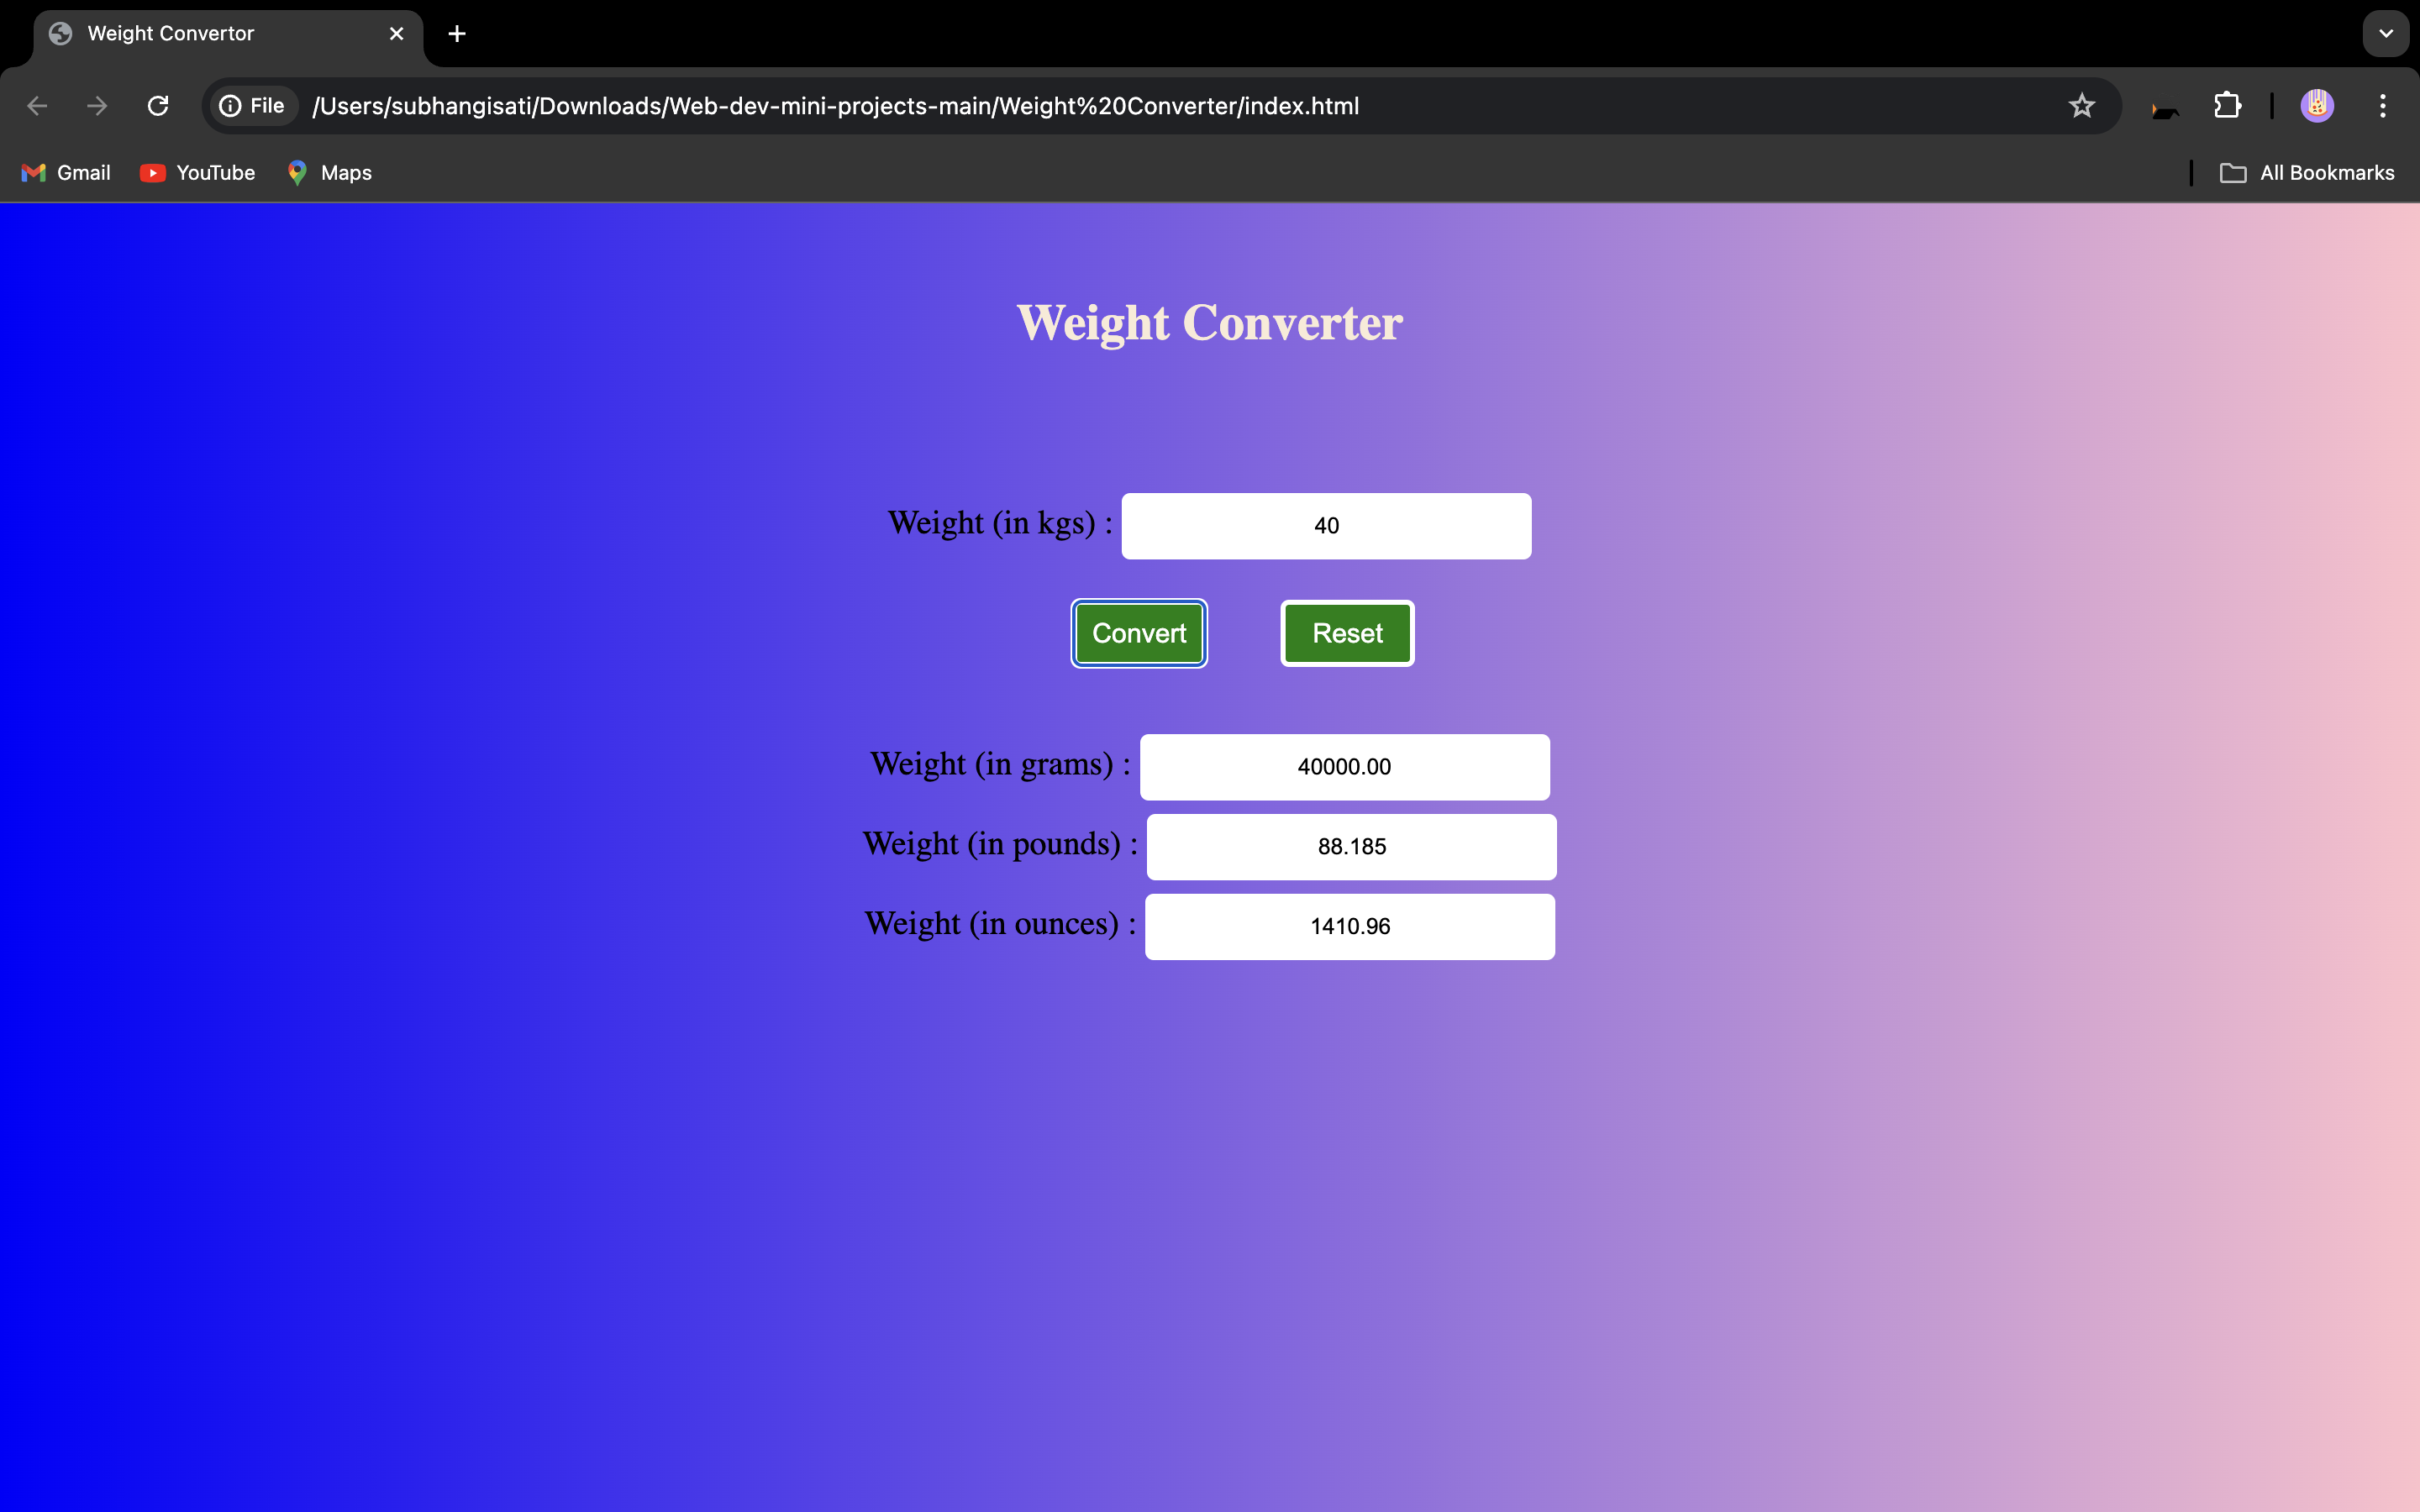 Weight Convertor
File /Users/subhangisati/Downloads/Web-dev-mini-projects-main/Weight%20Converter/index.html
Gmail YouTube Maps All Bookmarks
Weight Converter
Weight (in kgs) : 40
Convert Reset
Weight (in grams) : 40000.00
Weight (in pounds) : 88.185
Weight (in ounces) : 1410.96